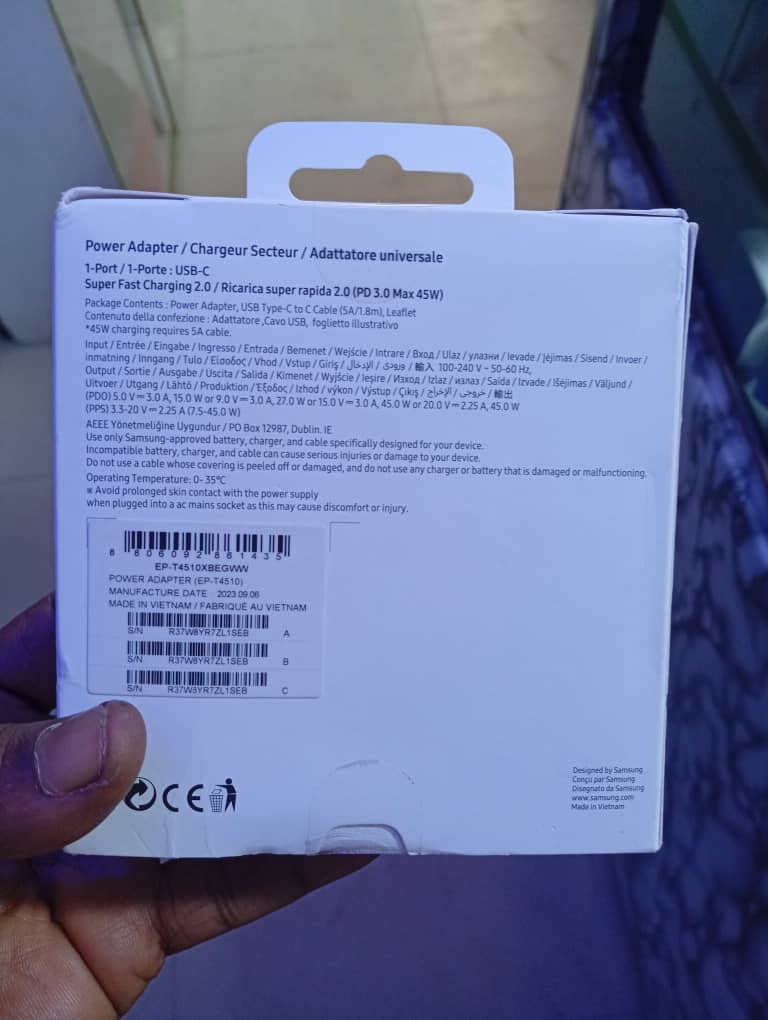 Power Adapter / Chargeur Secteur / Adattatore universale
1-Port / 1-Porte : USB-C
Super Fast Charging 2.0 / Ricarica super rapida 2.0 (PD 3.0 Max 45W)
Package Contents : Power Adapter, USB Type-C to C Cable (5A/1.8m), Leaflet
Contenuto della confezione : Adattatore ,Cavo USB, foglietto illustrativo
*45W charging requires 5A cable.
Input / Entrée / Eingabe / Ingresso / Entrada / Bemenet / Wejście / Intrare / Вход / Ulaz / улазни / Ievade / Įėjimas / Sisend / Invoer /
inmatning / Inngang / Tulo / Είσοδος / Vhod / Vstup / Giriş / ورودی / الإدخال / 輸入 100-240 V ~ 50-60 Hz,
Output / Sortie / Ausgabe / Uscita / Salida / Kimenet / Wyjście / Ieşire / Изход / Izlaz / излаз / Saída / Izvade / Išėjimas / Väljund /
Uitvoer / Utgang / Lähtö / Produktion / Έξοδος / Izhod / výkon / Výstup / Çıkış / خروجی / الإخراج / 輸出
(PDO) 5.0 V⎓3.0 A, 15.0 W or 9.0 V⎓3.0 A, 27.0 W or 15.0 V⎓3.0 A, 45.0 W or 20.0 V⎓2.25 A, 45.0 W
(PPS) 3.3-20 V⎓2.25 A (7.5-45.0 W)
AEEE Yönetmeliğine Uygundur / PO Box 12987, Dublin. IE
Use only Samsung-approved battery, charger, and cable specifically designed for your device.
Incompatible battery, charger, and cable can cause serious injuries or damage to your device.
Do not use a cable whose covering is peeled off or damaged, and do not use any charger or battery that is damaged or malfunctioning.
Operating Temperature: 0- 35℃
※ Avoid prolonged skin contact with the power supply
when plugged into a ac mains socket as this may cause discomfort or injury.
8 806092 861435
EP-T4510XBEGWW
POWER ADAPTER (EP-T4510)
MANUFACTURE DATE 2023.09.06
MADE IN VIETNAM / FABRIQUÉ AU VIETNAM
S/N R37W8YR7ZL1SEB A
S/N R37W8YR7ZL1SEB B
S/N R37W8YR7ZL1SEB C
CE
Designed by Samsung
Conçu par Samsung
Disegnato da Samsung
www.samsung.com
Made in Vietnam